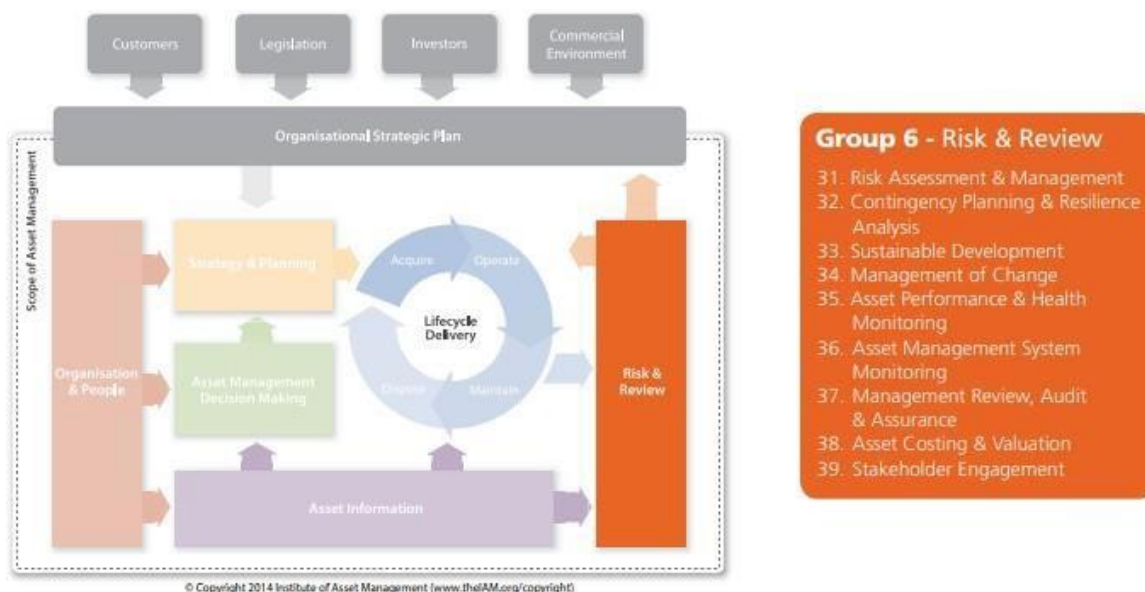 Customers
Legislation
Investors
Commercial
Environment
Organisational Strategic Plan
Scope of Asset Management
Strategy & Planning
Acquire
Operate
Lifecycle
Delivery
Organisation
& People
Asset Management
Decision Making
Dispose
Maintain
Risk &
Review
Asset Information
© Copyright 2014 Institute of Asset Management (www.theIAM.org/copyright)
Group 6 - Risk & Review
31. Risk Assessment & Management
32. Contingency Planning & Resilience
Analysis
33. Sustainable Development
34. Management of Change
35. Asset Performance & Health
Monitoring
36. Asset Management System
Monitoring
37. Management Review, Audit
& Assurance
38. Asset Costing & Valuation
39. Stakeholder Engagement